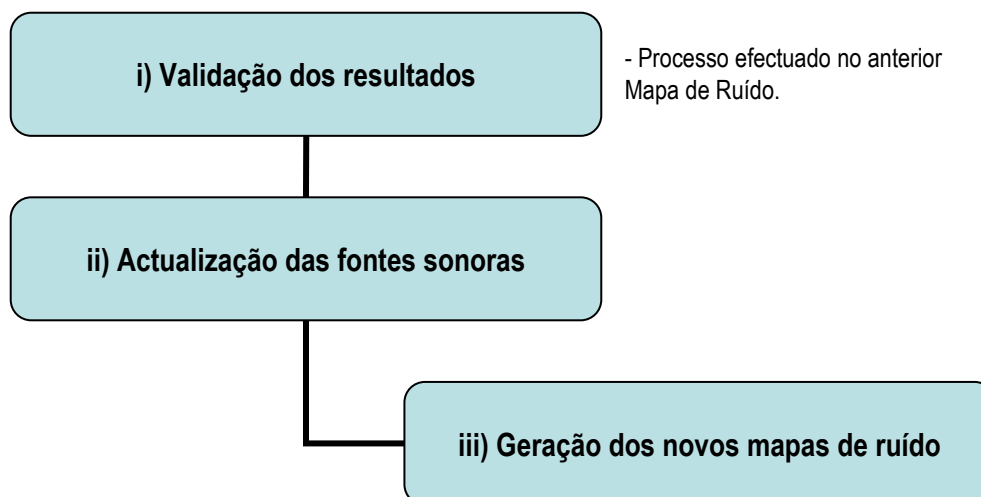 i) Validação dos resultados
- Processo efectuado no anterior
Mapa de Ruído.
ii) Actualização das fontes sonoras
iii) Geração dos novos mapas de ruído